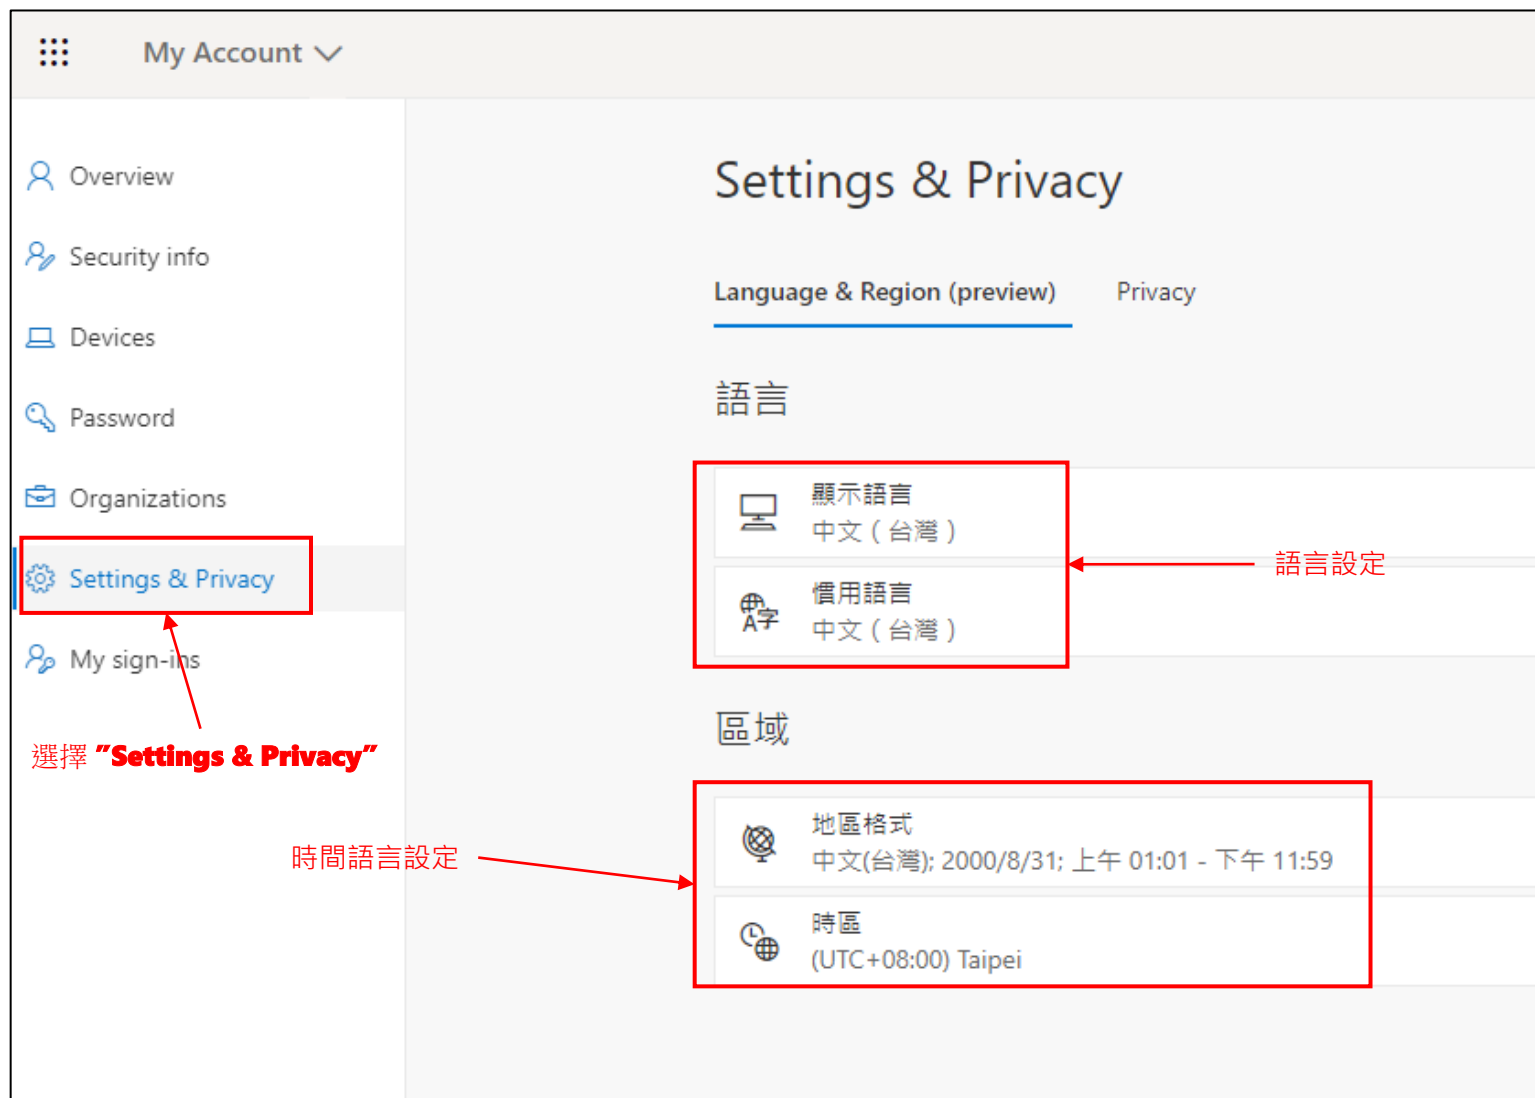 My Account
Overview
Security info
Devices
Password
Organizations
Settings & Privacy
My sign-ins
選擇 "Settings & Privacy"
Settings & Privacy
Language & Region (preview)
Privacy
語言
顯示語言
中文 ( 台灣 )
慣用語言
中文 ( 台灣 )
語言設定
區域
時間語言設定
地區格式
中文(台灣); 2000/8/31; 上午 01:01 - 下午 11:59
時區
(UTC+08:00) Taipei